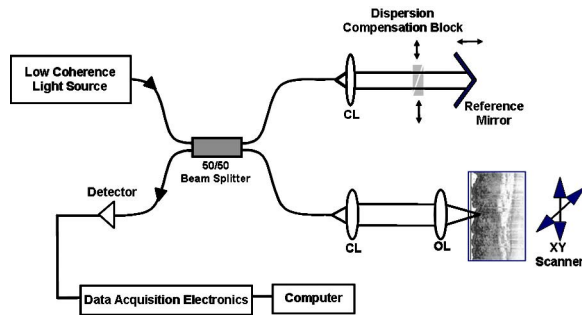 Dispersion
Compensation Block
Low Coherence
Light Source
CL
Reference
Mirror
50/50
Beam Splitter
Detector
CL
OL
XY
Scanner
Data Acquisition Electronics
Computer